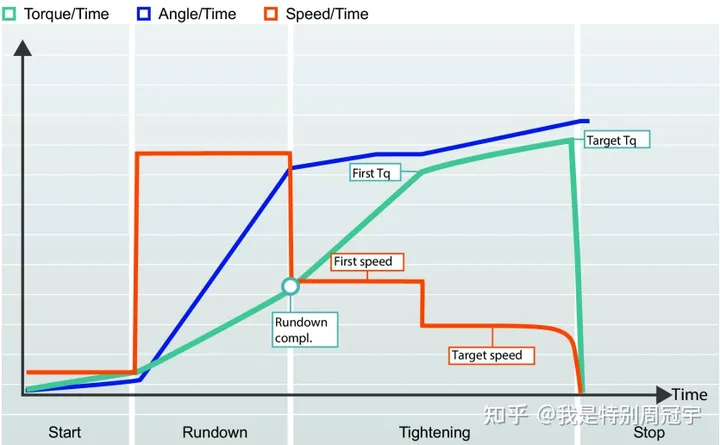 Torque/Time
Angle/Time
Speed/Time
Target Tq
First Tq
First speed
Rundown
compl.
Target speed
Time
知乎 @我是特别周冠宇
Start
Rundown
Tightening
Stop